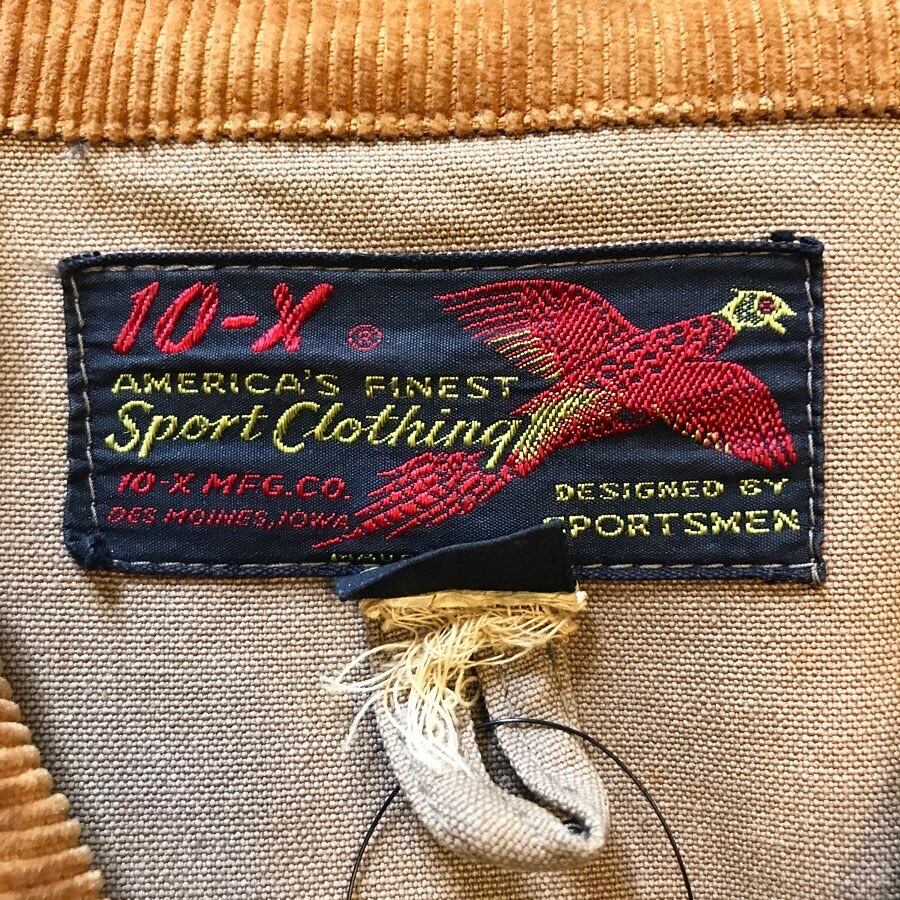 10-X ®
AMERICA'S FINEST
Sport Clothing
10-X MFG.CO.
DES MOINES, IOWA
DESIGNED BY
SPORTSMEN